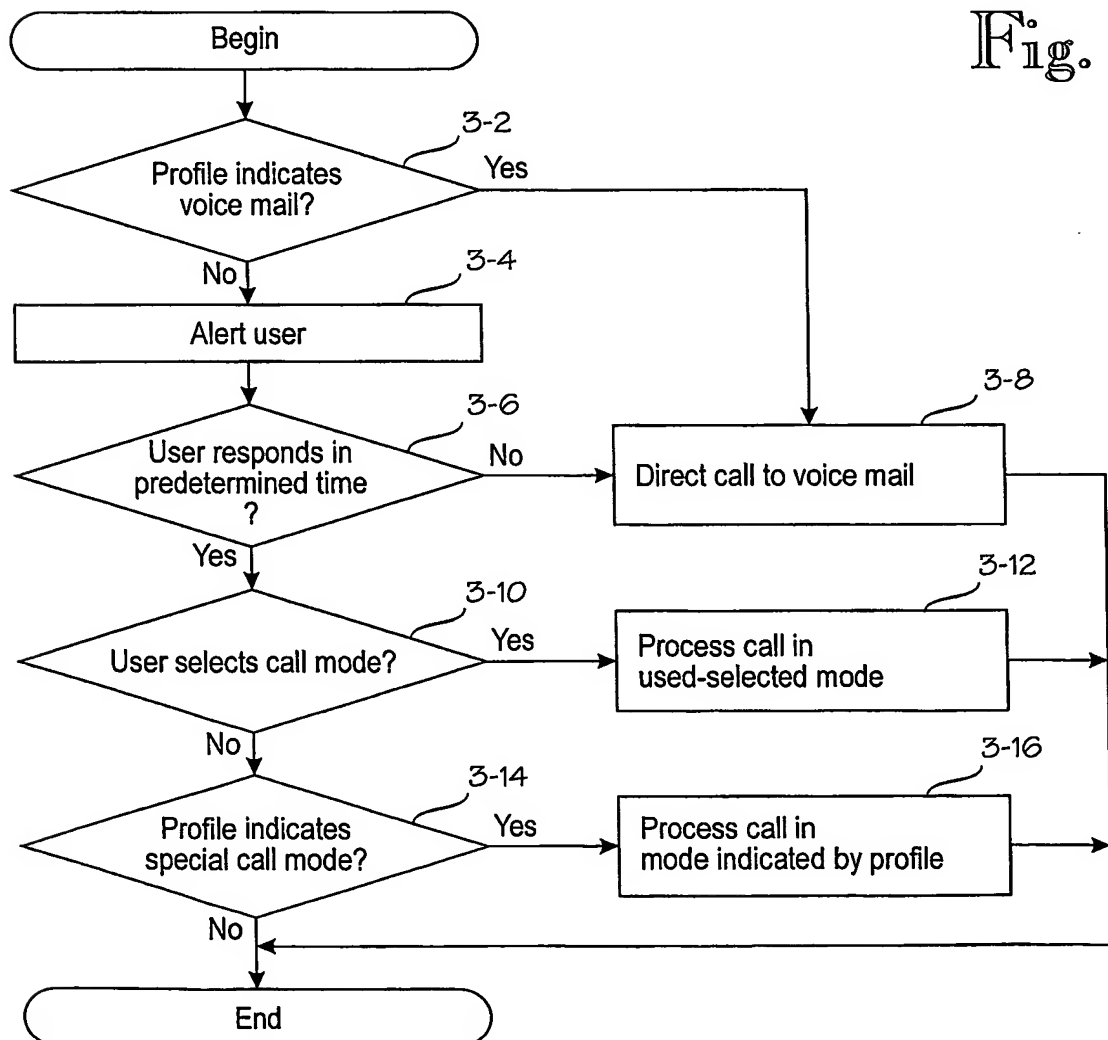 Fig.
Begin
3-2
Profile indicates
voice mail?
Yes
No
3-4
Alert user
3-6
User responds in
predetermined time
?
No
3-8
Direct call to voice mail
Yes
3-10
User selects call mode?
Yes
3-12
Process call in
used-selected mode
No
3-14
Profile indicates
special call mode?
Yes
3-16
Process call in
mode indicated by profile
No
End